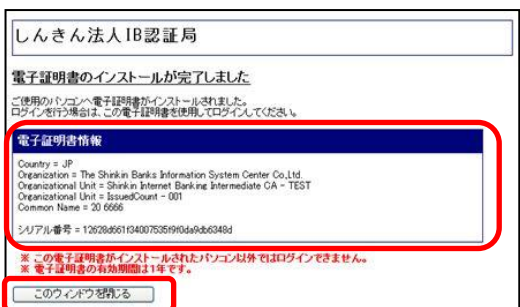 しんきん法人IB認証局
電子証明書のインストールが完了しました
ご使用のパソコンへ電子証明書がインストールされました。
ログインを行う場合は、この電子証明書を使用してログインしてください。
電子証明書情報
Country = JP
Organization = The Shinkin Banks Information System Center Co.,Ltd.
Organizational Unit = Shinkin Internet Banking Intermediate CA - TEST
Organizational Unit = IssuedCount - 001
Common Name = 20 6666
シリアル番号 =
※ この電子証明書がインストールされたパソコン以外ではログインできません。
※ 電子証明書の有効期間は1年です。
このウィンドウを閉じる